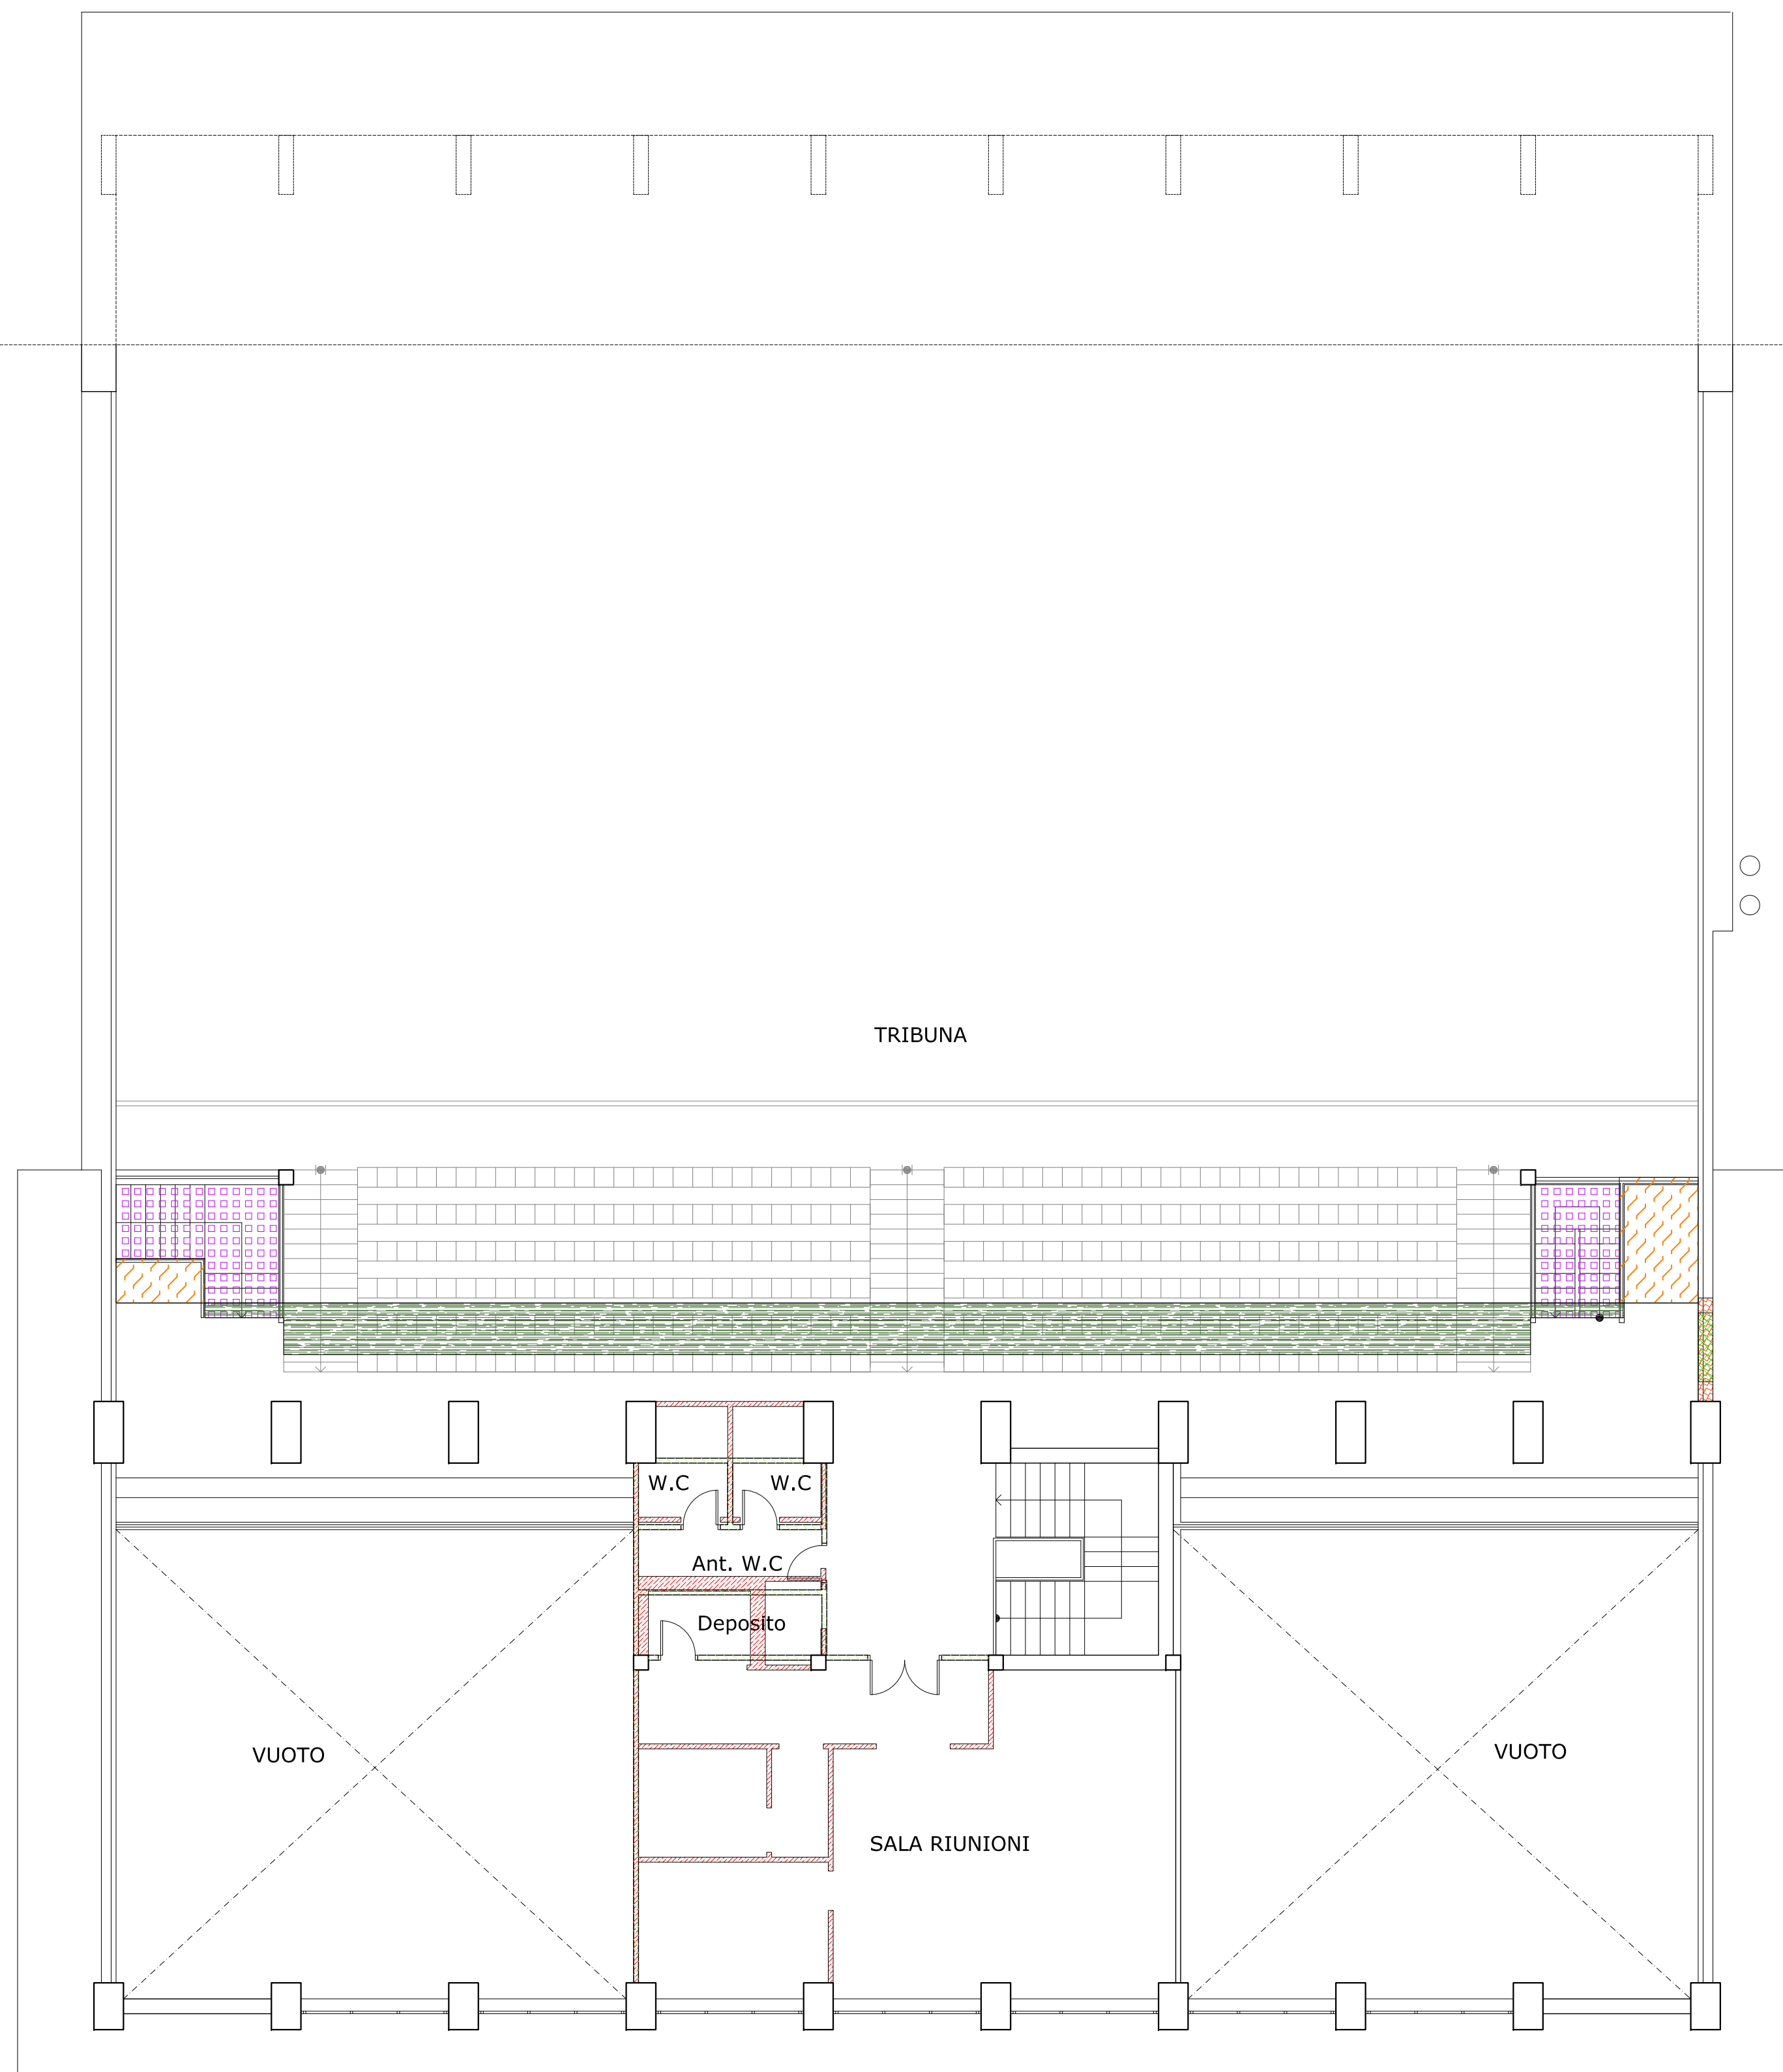 TRIBUNA
W.C
W.C
Ant. W.C
Deposito
VUOTO
VUOTO
SALA RIUNIONI